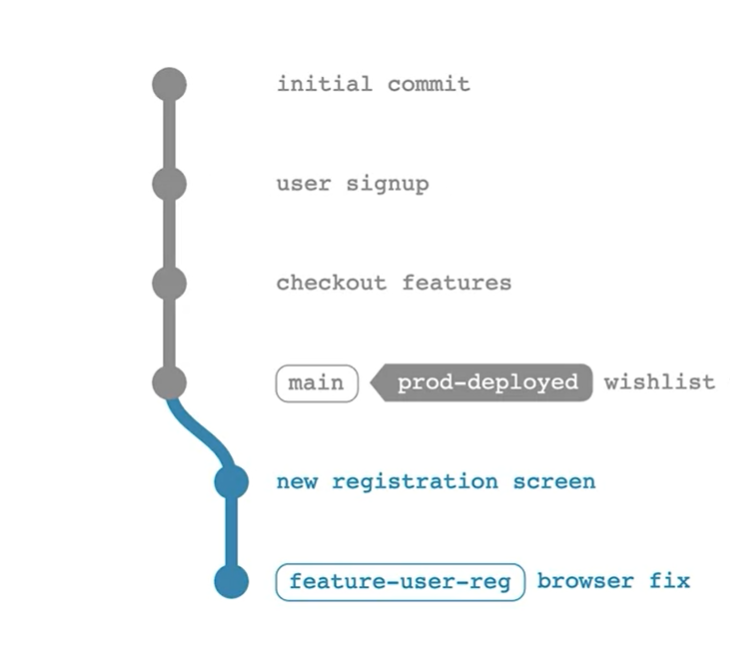 initial commit
user signup
checkout features
main prod-deployed wishlist
new registration screen
feature-user-reg browser fix